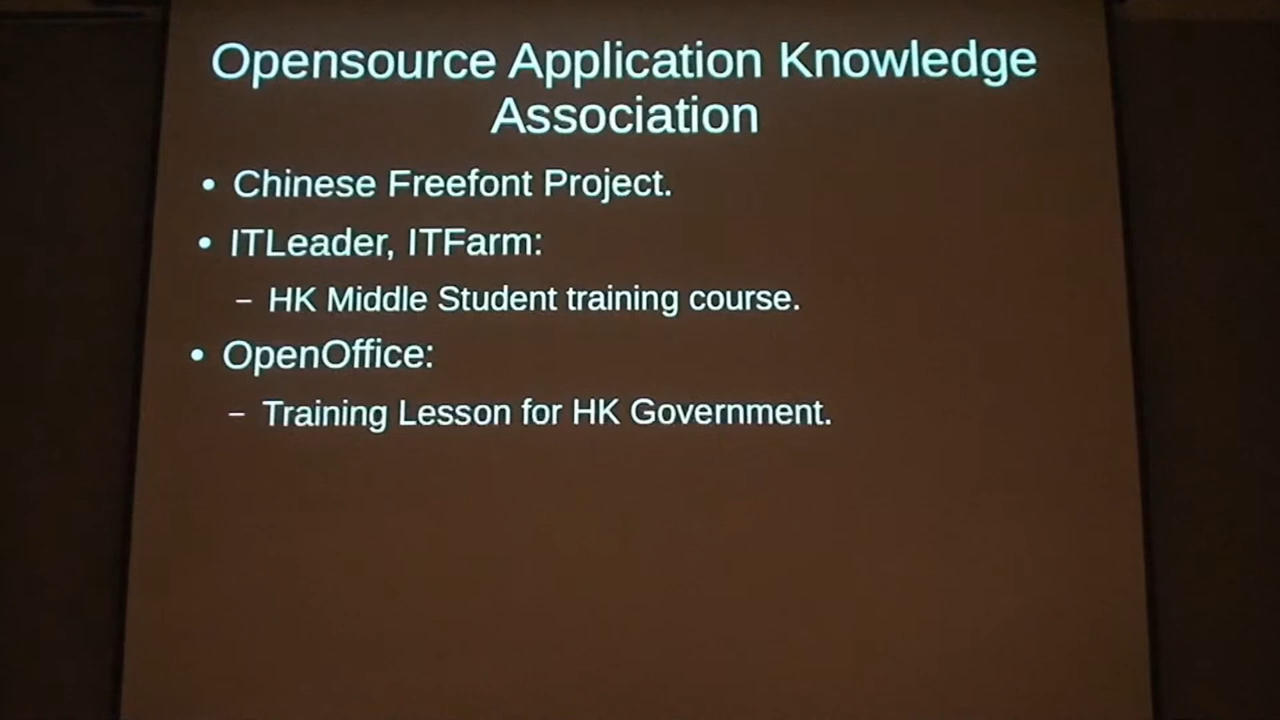 Opensource Application Knowledge
Association
• Chinese Freefont Project.
• ITLeader, ITFarm:
– HK Middle Student training course.
• OpenOffice:
– Training Lesson for HK Government.